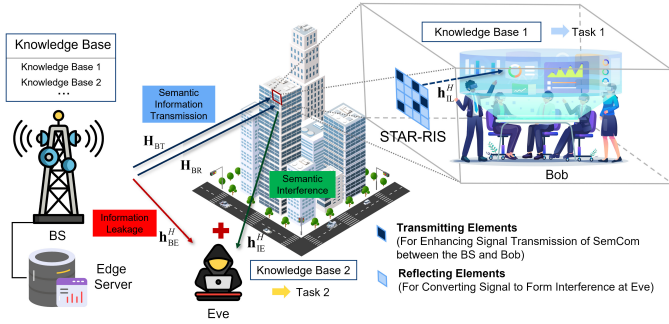 Knowledge Base
Knowledge Base 1
Knowledge Base 2
...
BS
Edge
Server
Semantic
Information
Transmission
H_BT
H_BR
Information
Leakage
h^H_BE
Semantic
Interference
h^H_IE
Eve
Knowledge Base 2
Task 2
Knowledge Base 1
Task 1
h^H_IL
STAR-RIS
Bob
Transmitting Elements
(For Enhancing Signal Transmission of SemCom
between the BS and Bob)
Reflecting Elements
(For Converting Signal to Form Interference at Eve)